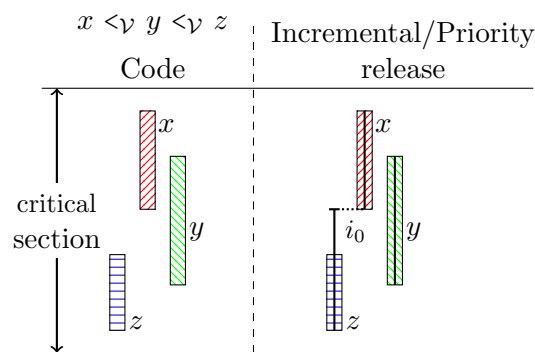 x <𝒱 y <𝒱 z
Code
Incremental/Priority
release
critical
section
x
y
z
x
i₀
y
z